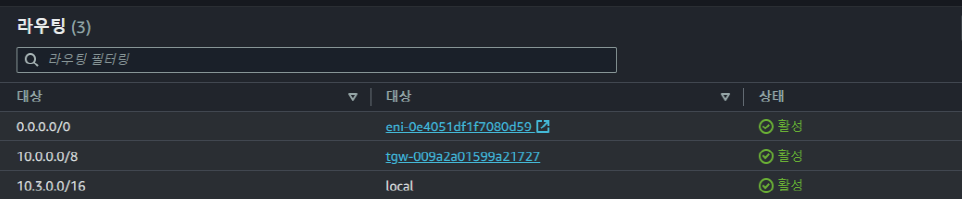 라우팅 (3)
라우팅 필터링
대상 대상 상태
0.0.0.0/0 eni-0e4051df1f7080d59 활성
10.0.0.0/8 tgw-009a2a01599a21727 활성
10.3.0.0/16 local 활성